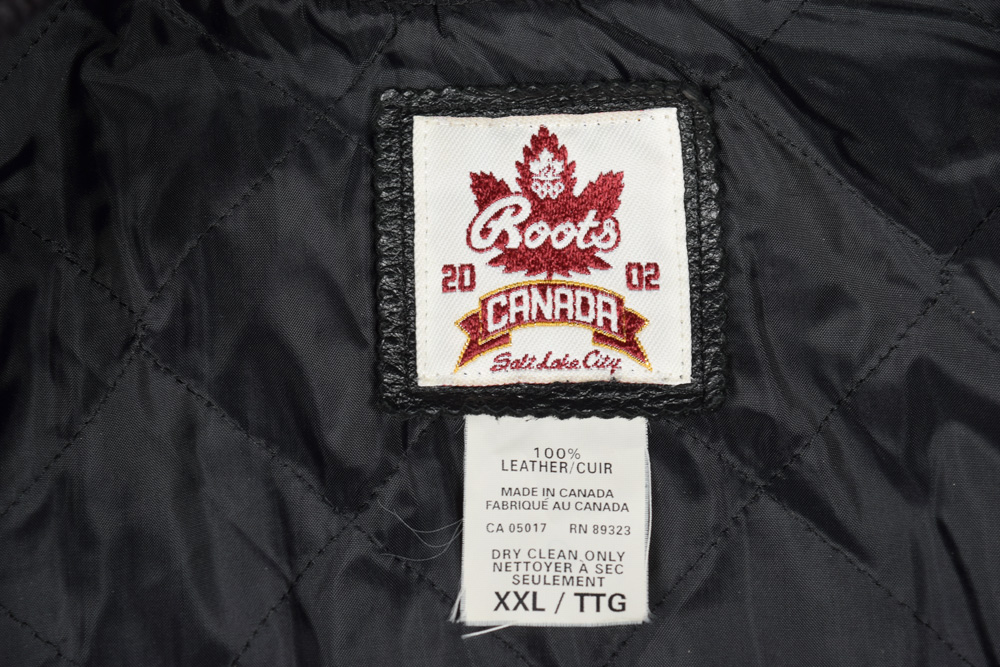 Roots
20 02
CANADA
Salt Lake City
100%
LEATHER/CUIR
MADE IN CANADA
FABRIQUÉ AU CANADA
CA 05017 RN 89323
DRY CLEAN ONLY
NETTOYER A SEC
SEULEMENT
XXL / TTG